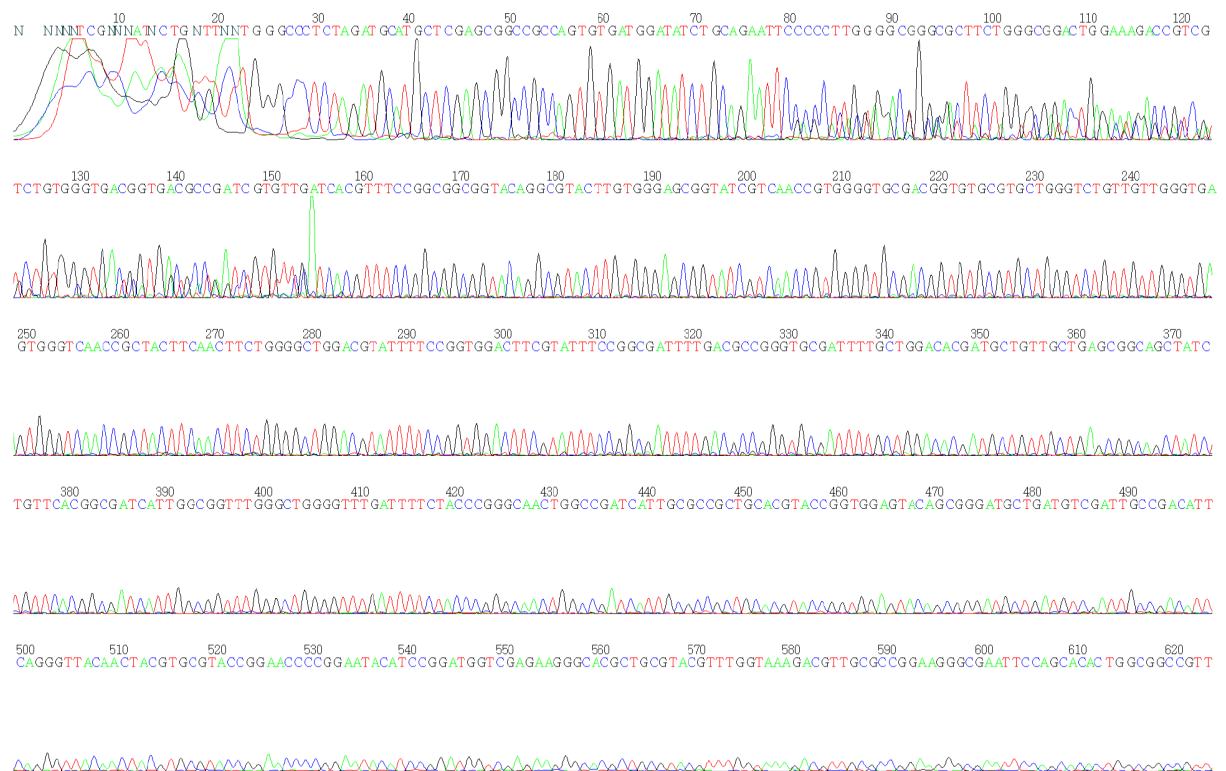 10 20 30 40 50 60 70 80 90 100 110 120
N NNNNTCGNNNATNCTGNTTNNTGGGCCCTCTAGATGCATGCTCGAGCGGCCGCCAGTGTGATGGATATCTGCAGAATTCCCCCTTGGGGCGGGCGCTTCTGGGCGGACTGGAAAGACCGTCG
130 140 150 160 170 180 190 200 210 220 230 240
TCTGTGGGTGACGGTGACGCCGATCGTGTTGATCACGTTTCCGGCGGCGGTACAGGCGTACTTGTGGGAGCGGTATCGTCAACCGTGGGGTGCGACGGTGTGCGTGCTGGGTCTGTTGTTGGGTGA
250 260 270 280 290 300 310 320 330 340 350 360 370
GTGGGTCAACCGCTACTTCAACTTCTGGGGCTGGACGTATTTTCCGGTGGACTTCGTATTTCCGGCGATTTTGACGCCGGGTGCGATTTTGCTGGACACGATGCTGTTGCTGAGCGGCAGCTATC
380 390 400 410 420 430 440 450 460 470 480 490
TGTTCACGGCGATCATTGGCGGTTTGGGCTGGGGTTTGATTTTCTACCCGGGCAACTGGCCGATCATTGCGCCGCTGCACGTACCGGTGGAGTACAGCGGGATGCTGATGTCGATTGCCGACATT
500 510 520 530 540 550 560 570 580 590 600 610 620
CAGGGTTACAACTACGTGCGTACCGGAACCCCGGAATACATCCGGATGGTCGAGAAGGGCACGCTGCGTACGTTTGGTAAAGACGTTGCGCCGGAAGGGCGAATTCCAGCACACTGGCGGCCGTT